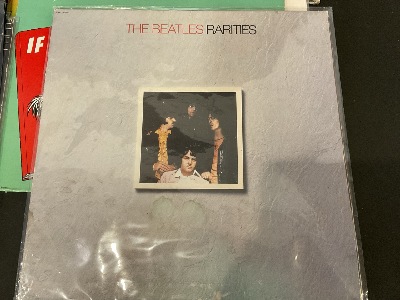 THE BEATLES RARITIES
IF